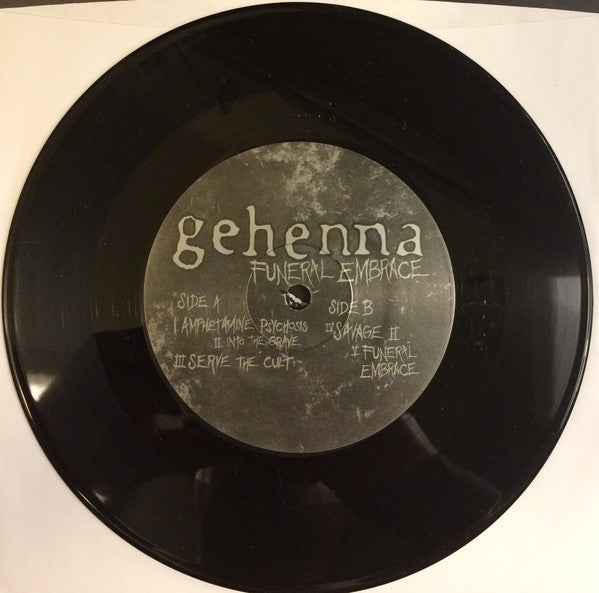 gehenna
FUNERAL EMBRACE
SIDE A
I. AMPHETAMINE PSYCHOSIS
II INTO THE GRAVE
III SERVE THE CULT
SIDE B
IV SAVAGE II
V FUNERAL
EMBRACE